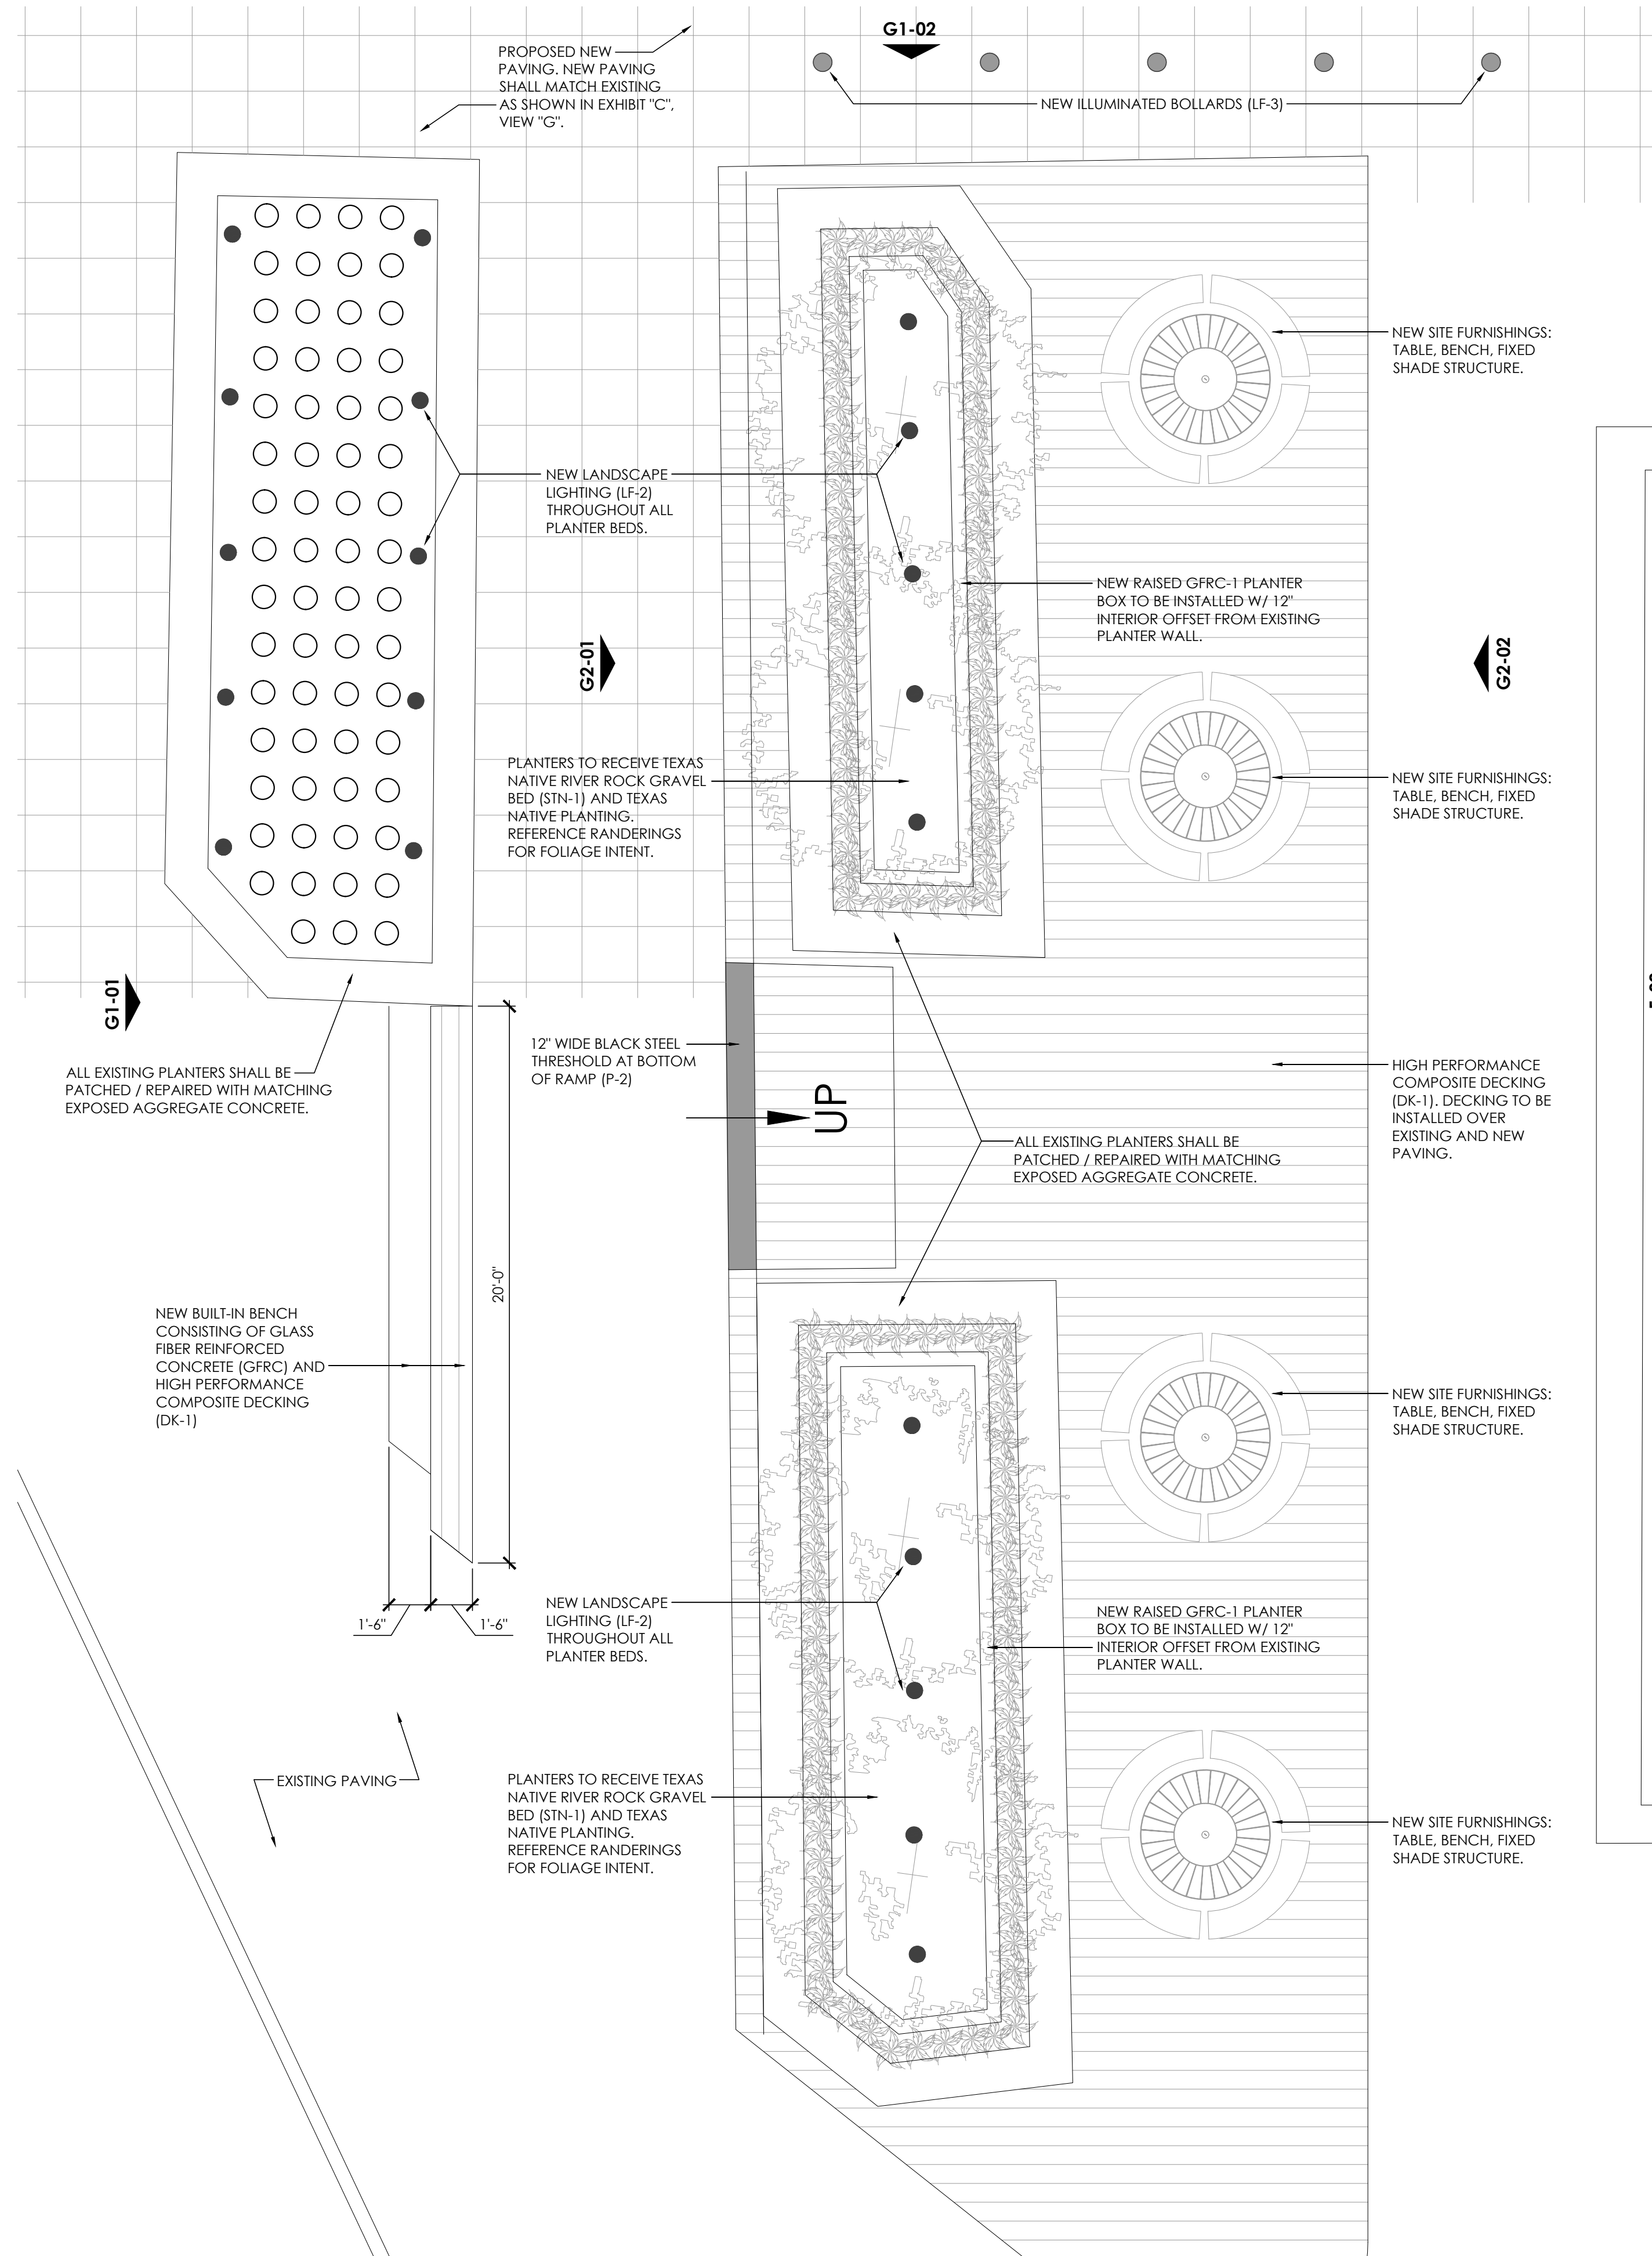 G1-02
PROPOSED NEW
PAVING. NEW PAVING
SHALL MATCH EXISTING
AS SHOWN IN EXHIBIT "C",
VIEW "G".
NEW ILLUMINATED BOLLARDS (LF-3)
NEW SITE FURNISHINGS:
TABLE, BENCH, FIXED
SHADE STRUCTURE.
NEW LANDSCAPE
LIGHTING (LF-2)
THROUGHOUT ALL
PLANTER BEDS.
NEW RAISED GFRC-1 PLANTER
BOX TO BE INSTALLED W/ 12"
INTERIOR OFFSET FROM EXISTING
PLANTER WALL.
G2-01
G2-02
PLANTERS TO RECEIVE TEXAS
NATIVE RIVER ROCK GRAVEL
BED (STN-1) AND TEXAS
NATIVE PLANTING.
REFERENCE RANDERINGS
FOR FOLIAGE INTENT.
NEW SITE FURNISHINGS:
TABLE, BENCH, FIXED
SHADE STRUCTURE.
G1-01
ALL EXISTING PLANTERS SHALL BE
PATCHED / REPAIRED WITH MATCHING
EXPOSED AGGREGATE CONCRETE.
12" WIDE BLACK STEEL
THRESHOLD AT BOTTOM
OF RAMP (P-2)
UP
HIGH PERFORMANCE
COMPOSITE DECKING
(DK-1). DECKING TO BE
INSTALLED OVER
EXISTING AND NEW
PAVING.
ALL EXISTING PLANTERS SHALL BE
PATCHED / REPAIRED WITH MATCHING
EXPOSED AGGREGATE CONCRETE.
20'-0"
NEW BUILT-IN BENCH
CONSISTING OF GLASS
FIBER REINFORCED
CONCRETE (GFRC) AND
HIGH PERFORMANCE
COMPOSITE DECKING
(DK-1)
NEW SITE FURNISHINGS:
TABLE, BENCH, FIXED
SHADE STRUCTURE.
1'-6"
1'-6"
NEW LANDSCAPE
LIGHTING (LF-2)
THROUGHOUT ALL
PLANTER BEDS.
NEW RAISED GFRC-1 PLANTER
BOX TO BE INSTALLED W/ 12"
INTERIOR OFFSET FROM EXISTING
PLANTER WALL.
EXISTING PAVING
PLANTERS TO RECEIVE TEXAS
NATIVE RIVER ROCK GRAVEL
BED (STN-1) AND TEXAS
NATIVE PLANTING.
REFERENCE RANDERINGS
FOR FOLIAGE INTENT.
NEW SITE FURNISHINGS:
TABLE, BENCH, FIXED
SHADE STRUCTURE.